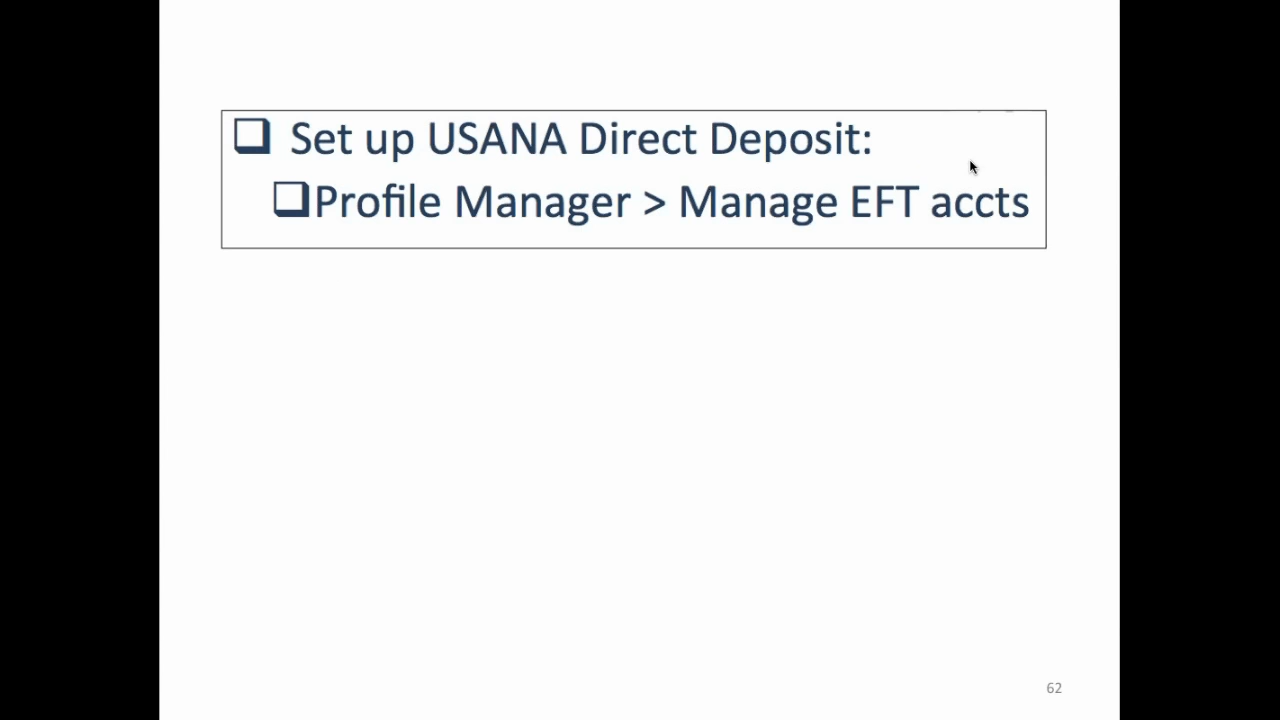 ❑ Set up USANA Direct Deposit:
❑Profile Manager > Manage EFT accts
62